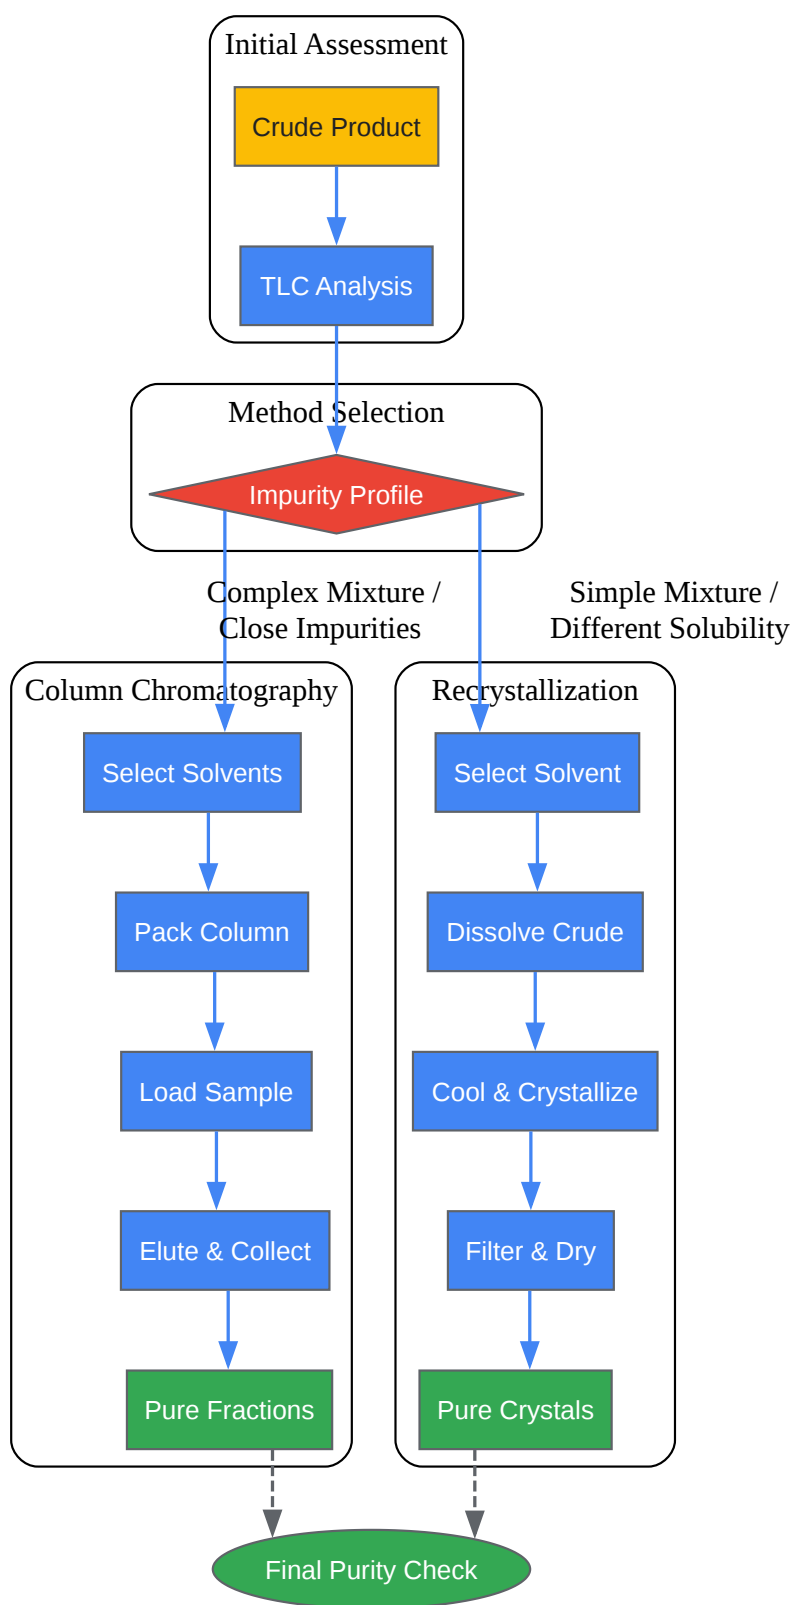 Initial Assessment
Crude Product
TLC Analysis
Method Selection
Impurity Profile
Complex Mixture /
Close Impurities
Simple Mixture /
Different Solubility
Column Chromatography
Select Solvents
Pack Column
Load Sample
Elute & Collect
Pure Fractions
Recrystallization
Select Solvent
Dissolve Crude
Cool & Crystallize
Filter & Dry
Pure Crystals
Final Purity Check